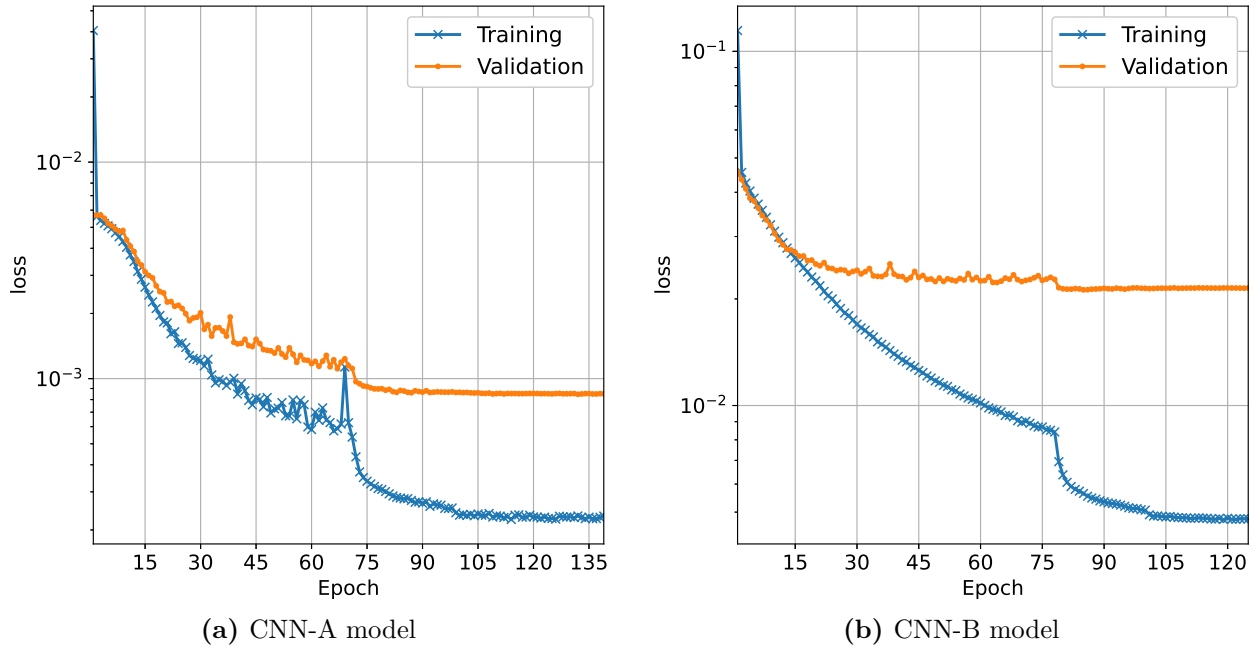 Training
Validation
10⁻²
10⁻³
loss
15 30 45 60 75 90 105 120 135
Epoch
(a) CNN-A model
Training
Validation
10⁻¹
10⁻²
loss
15 30 45 60 75 90 105 120
Epoch
(b) CNN-B model